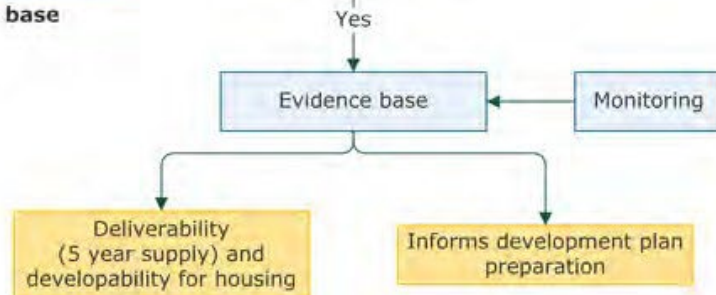 base
Yes
Evidence base
Monitoring
Deliverability
(5 year supply) and
developability for housing
Informs development plan
preparation